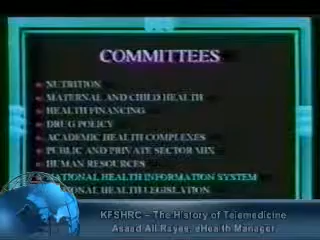 COMMITTEES
NUTRITION
MATERNAL AND CHILD HEALTH
HEALTH FINANCING
DRUG POLICY
ACADEMIC HEALTH COMPLEXES
PUBLIC AND PRIVATE SECTOR MIX
HUMAN RESOURCES
NATIONAL HEALTH INFORMATION SYSTEM
NATIONAL HEALTH LEGISLATION
KFSHRC – The History of Telemedicine
Asaad Ali Rayes, eHealth Manager